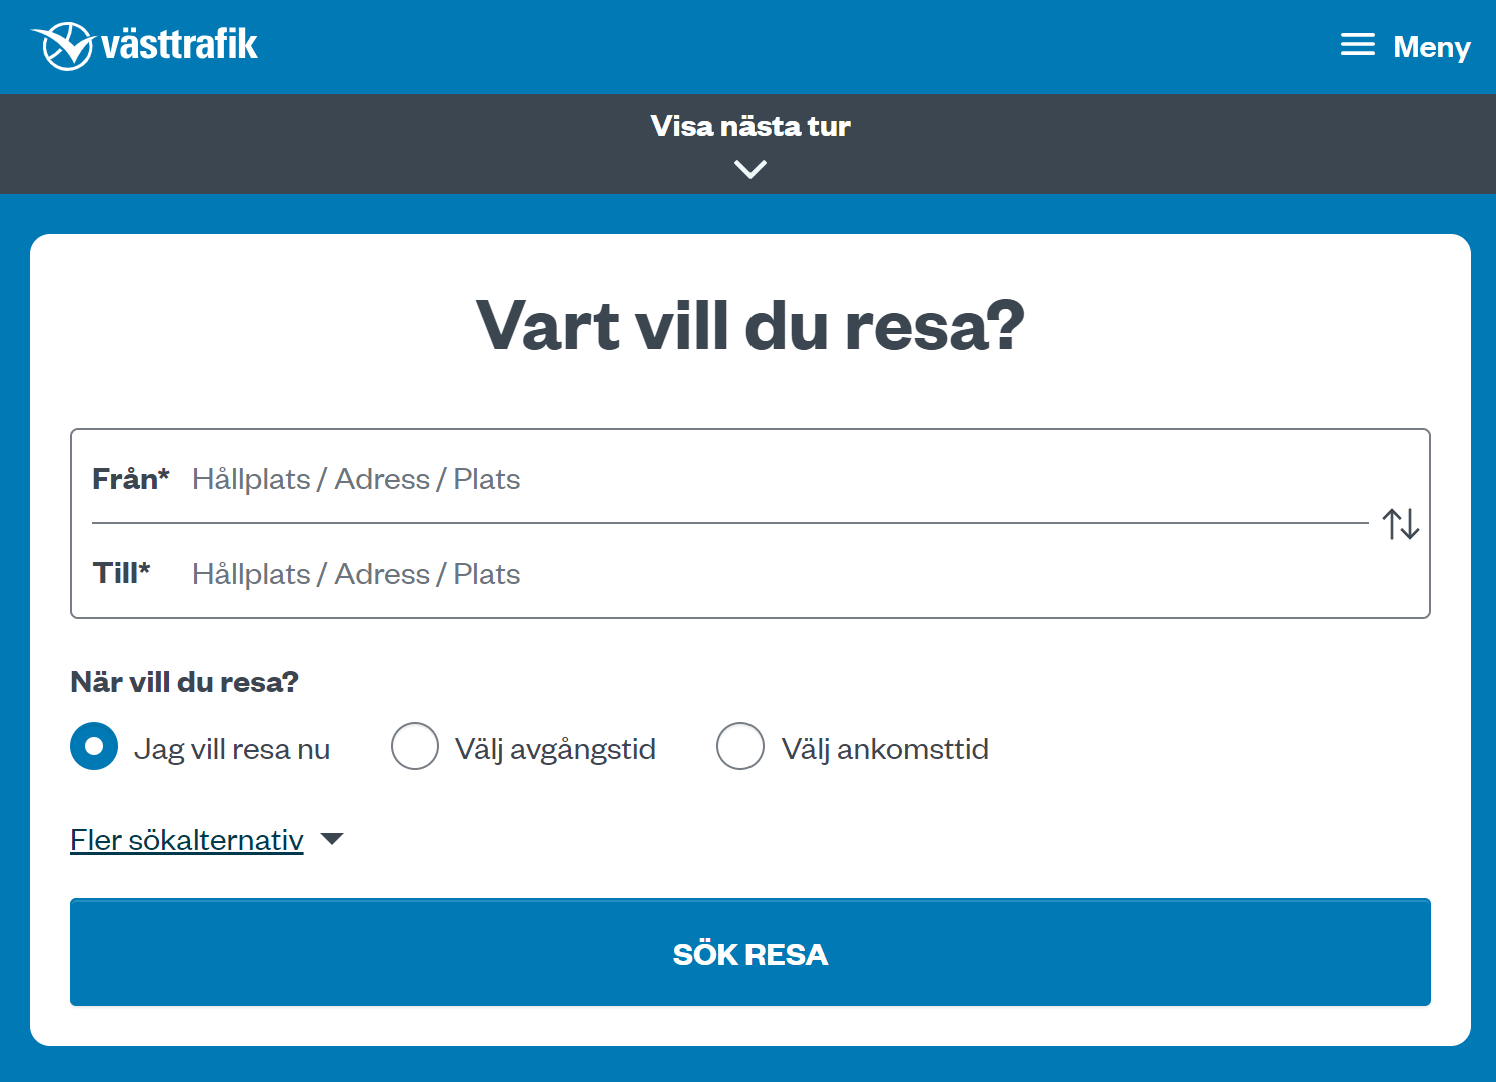 västtrafik
Meny
Visa nästa tur
Vart vill du resa?
Från* Hållplats / Adress / Plats
Till* Hållplats / Adress / Plats
När vill du resa?
Jag vill resa nu Välj avgångstid Välj ankomsttid
Fler sökalternativ
SÖK RESA